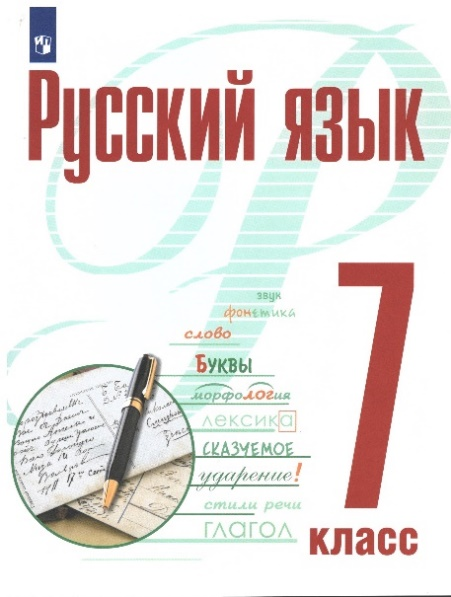 Русский язык
звук
фонетика
слово
Буквы
морфология
лексика
сказуемое
ударение!
стили речи
глагол
7
класс